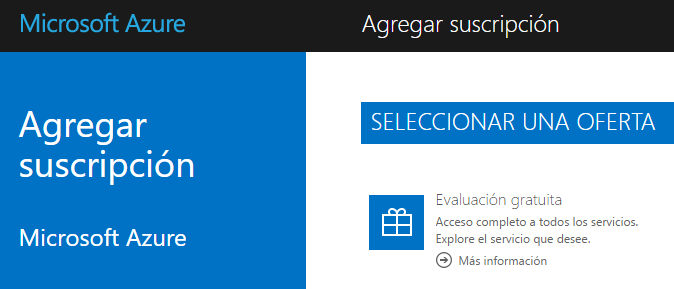 Microsoft Azure
Agregar suscripción
Agregar
suscripción
Microsoft Azure
SELECCIONAR UNA OFERTA
Evaluación gratuita
Acceso completo a todos los servicios.
Explore el servicio que desee.
Más información